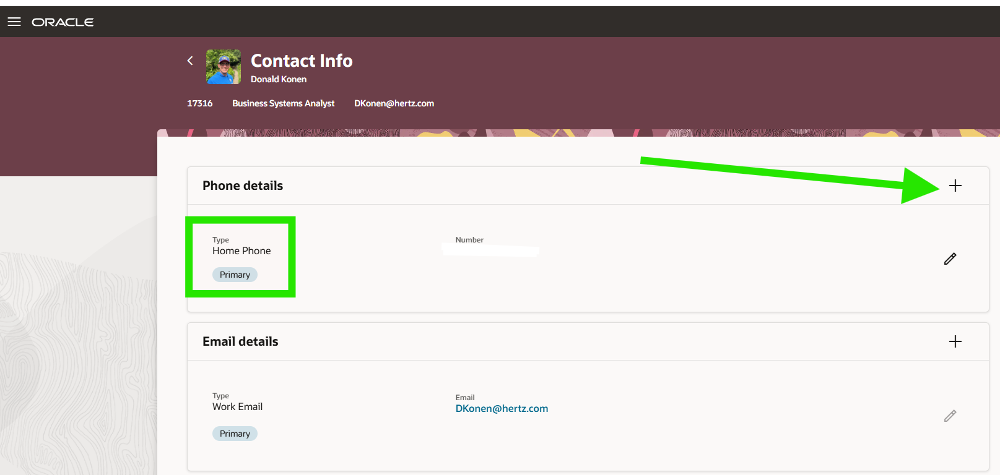 ORACLE
Contact Info
Donald Konen
17316 Business Systems Analyst DKonen@hertz.com
Phone details
Type Number
Home Phone
Primary
Email details
Type Email
Work Email DKonen@hertz.com
Primary